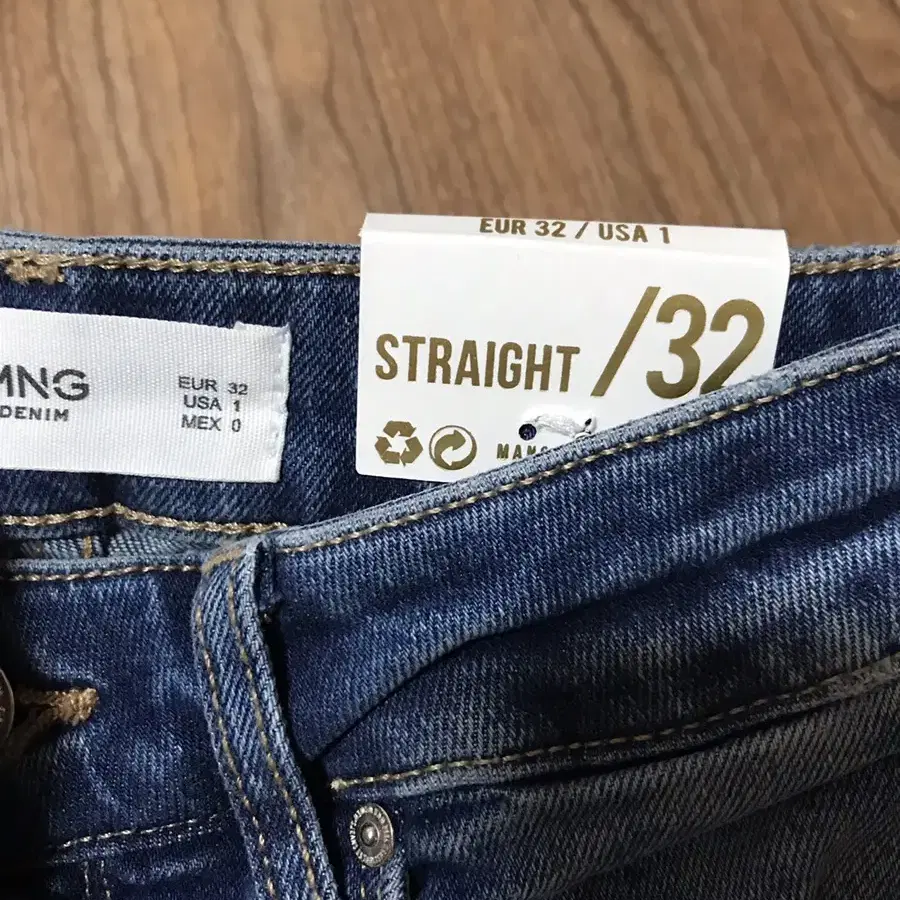 EUR 32 / USA 1
STRAIGHT /32
MNG
DENIM
EUR 32
USA 1
MEX 0